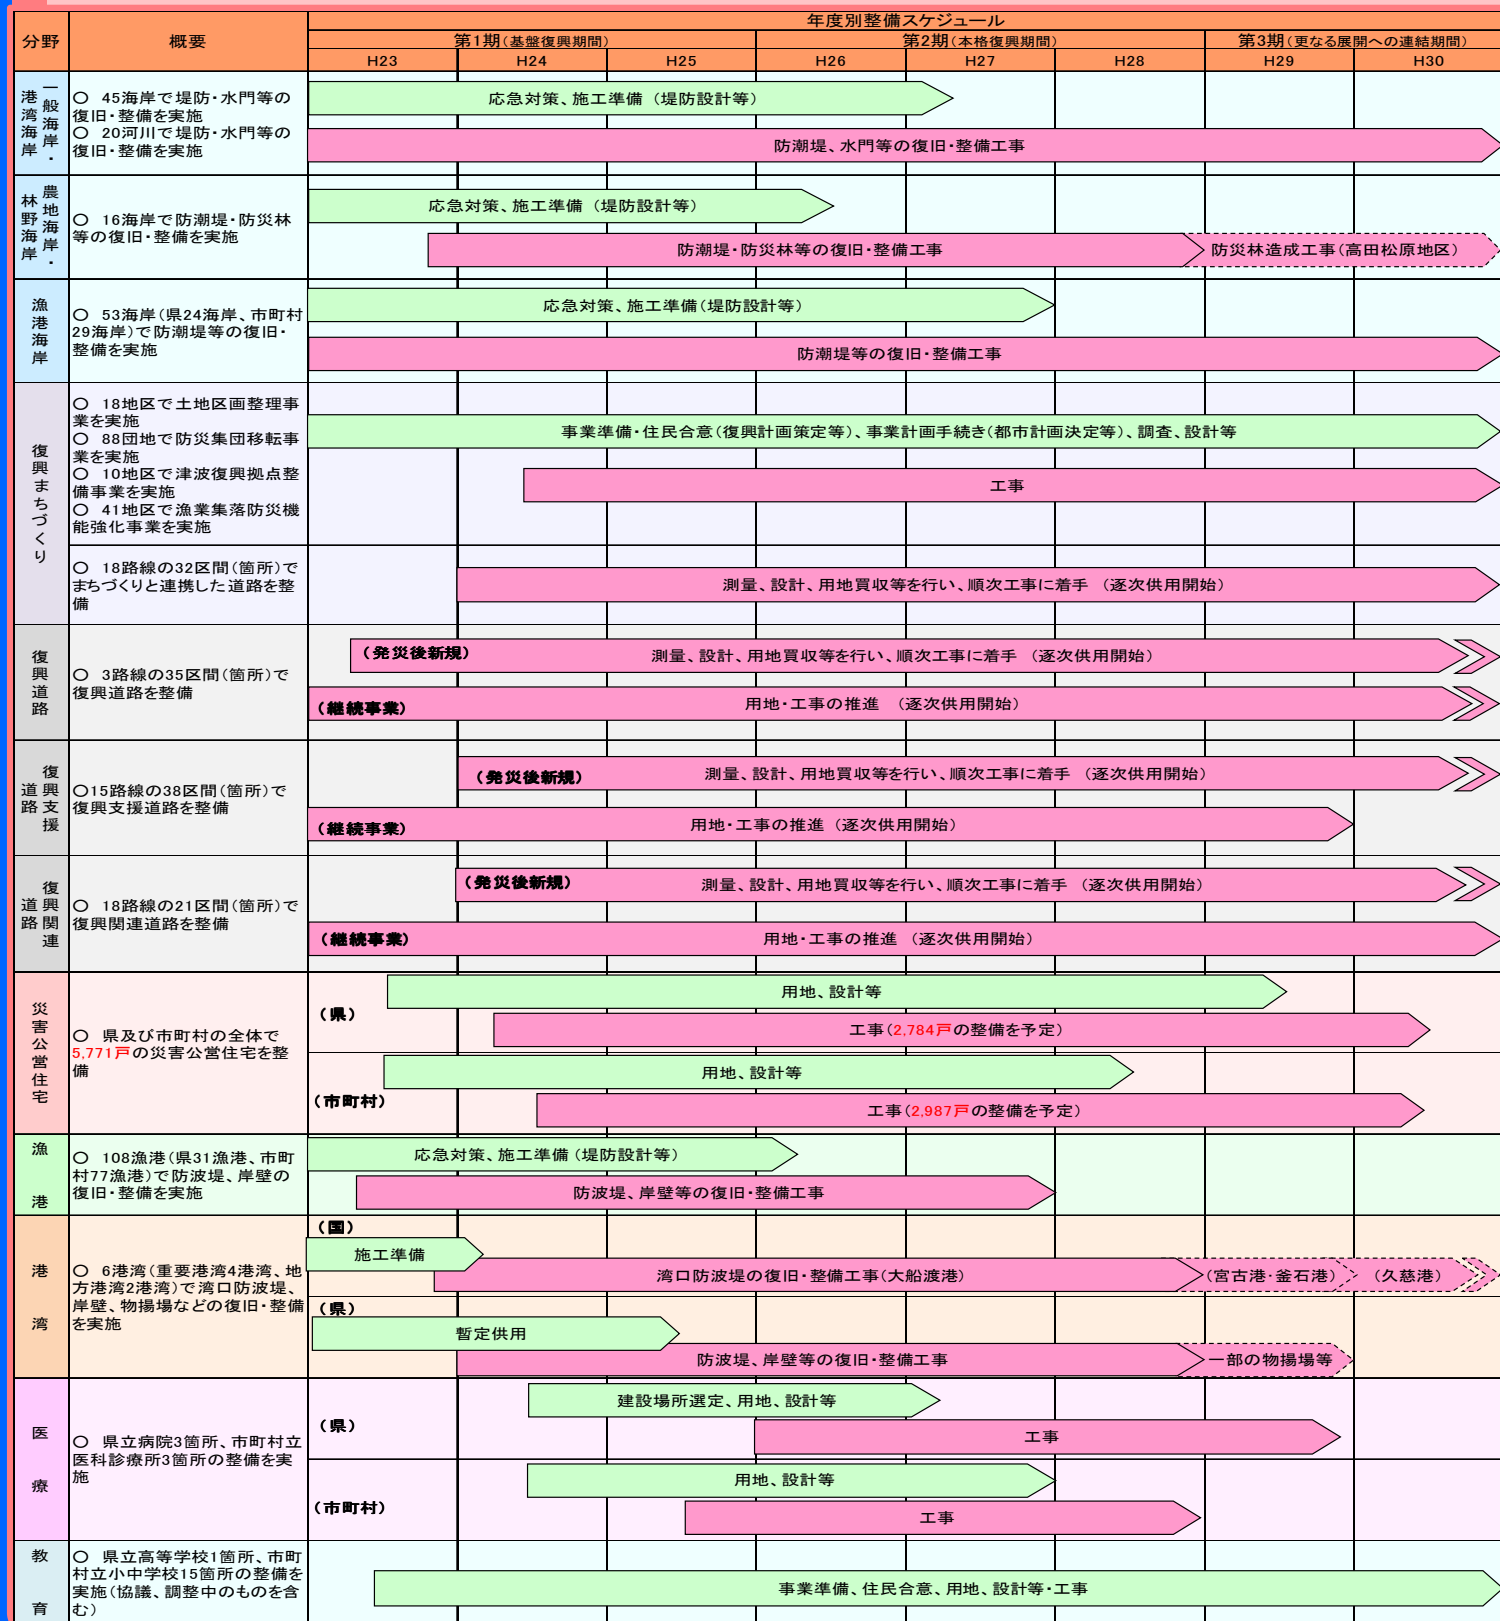 分野
概要
年度別整備スケジュール
第1期(基盤復興期間)
第2期(本格復興期間)
第3期(更なる展開への連結期間)
H23
H24
H25
H26
H27
H28
H29
H30
一般海岸・
港湾海岸
○ 45海岸で堤防・水門等の
復旧・整備を実施
○ 20河川で堤防・水門等の
復旧・整備を実施
応急対策、施工準備（堤防設計等）
防潮堤、水門等の復旧・整備工事
農地海岸・
林野海岸
○ 16海岸で防潮堤・防災林
等の復旧・整備を実施
応急対策、施工準備（堤防設計等）
防潮堤・防災林等の復旧・整備工事
防災林造成工事(高田松原地区)
漁港海岸
○ 53海岸(県24海岸、市町村
29海岸)で防潮堤等の復旧・
整備を実施
応急対策、施工準備(堤防設計等)
防潮堤等の復旧・整備工事
復興まちづくり
○ 18地区で土地区画整理事
業を実施
○ 88団地で防災集団移転事
業を実施
○ 10地区で津波復興拠点整
備事業を実施
○ 41地区で漁業集落防災機
能強化事業を実施
事業準備・住民合意(復興計画策定等)、事業計画手続き(都市計画決定等)、調査、設計等
工事
○ 18路線の32区間(箇所)で
まちづくりと連携した道路を整
備
測量、設計、用地買収等を行い、順次工事に着手 （逐次供用開始）
復興道路
○ 3路線の35区間(箇所)で
復興道路を整備
（発災後新規）
測量、設計、用地買収等を行い、順次工事に着手 （逐次供用開始）
（継続事業）
用地・工事の推進 （逐次供用開始）
復興支援
道路
○15路線の38区間(箇所)で
復興支援道路を整備
（発災後新規）
測量、設計、用地買収等を行い、順次工事に着手 （逐次供用開始）
（継続事業）
用地・工事の推進 （逐次供用開始）
復興関連
道路
○ 18路線の21区間(箇所)で
復興関連道路を整備
（発災後新規）
測量、設計、用地買収等を行い、順次工事に着手 （逐次供用開始）
（継続事業）
用地・工事の推進 （逐次供用開始）
災害公営住宅
○ 県及び市町村の全体で
5,771戸の災害公営住宅を整
備
（県）
用地、設計等
工事(2,784戸の整備を予定)
（市町村）
用地、設計等
工事(2,987戸の整備を予定)
漁港
○ 108漁港(県31漁港、市町
村77漁港)で防波堤、岸壁の
復旧・整備を実施
応急対策、施工準備（堤防設計等）
防波堤、岸壁等の復旧・整備工事
港湾
○ 6港湾(重要港湾4港湾、地
方港湾2港湾)で湾口防波堤、
岸壁、物揚場などの復旧・整備
を実施
（国）
施工準備
湾口防波堤の復旧・整備工事(大船渡港)
(宮古港・釜石港)
(久慈港)
（県）
暫定供用
防波堤、岸壁等の復旧・整備工事
一部の物揚場等
医療
○ 県立病院3箇所、市町村立
医科診療所3箇所の整備を実
施
（県）
建設場所選定、用地、設計等
工事
（市町村）
用地、設計等
工事
教育
○ 県立高等学校1箇所、市町
村立小中学校15箇所の整備を
実施(協議、調整中のものを含
む)
事業準備、住民合意、用地、設計等・工事